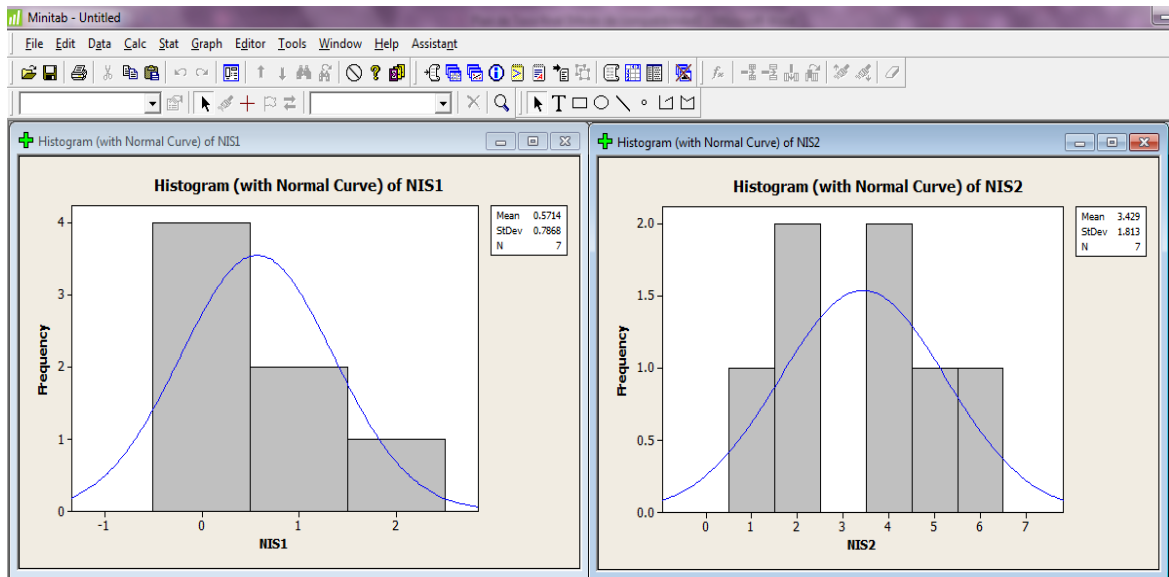 Minitab - Untitled
File Edit Data Calc Stat Graph Editor Tools Window Help Assistant
Histogram (with Normal Curve) of NIS1
Histogram (with Normal Curve) of NIS1
Mean 0.5714
StDev 0.7868
N 7
Frequency
4
3
2
1
0
-1 0 1 2
NIS1
Histogram (with Normal Curve) of NIS2
Histogram (with Normal Curve) of NIS2
Mean 3.429
StDev 1.813
N 7
Frequency
2.0
1.5
1.0
0.5
0.0
0 1 2 3 4 5 6 7
NIS2